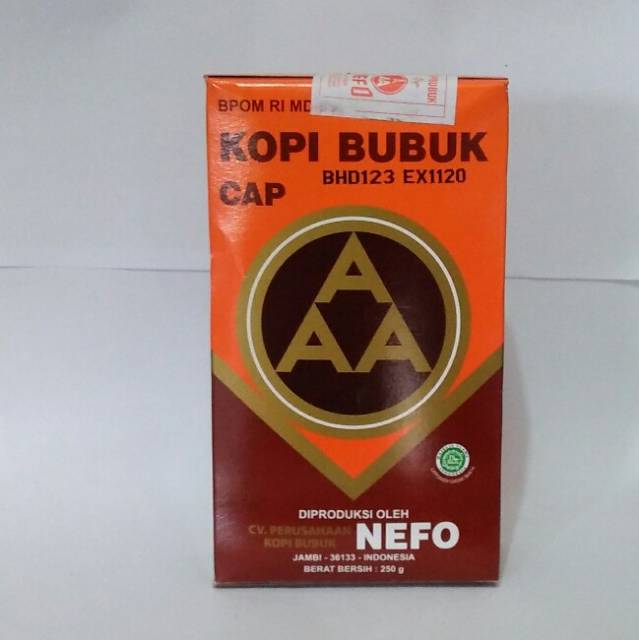 BPOM RI MD
KOPI BUBUK
BHD123 EX1120
CAP
A
A A
DIPRODUKSI OLEH
CV. PERUSAHAAN
KOPI BUBUK
NEFO
JAMBI - 36133 - INDONESIA
BERAT BERSIH : 250 g